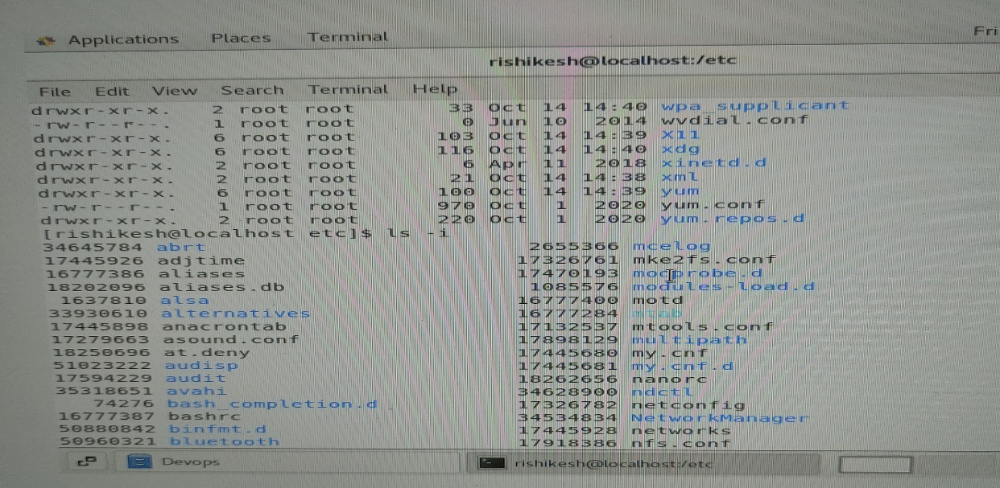 Applications Places Terminal Fri
rishikesh@localhost:/etc
File Edit View Search Terminal Help
drwxr-xr-x. 2 root root 33 Oct 14 14:40 wpa_supplicant
-rw-r--r--. 1 root root 0 Jun 10 2014 wvdial.conf
drwxr-xr-x. 6 root root 103 Oct 14 14:39 X11
drwxr-xr-x. 6 root root 116 Oct 14 14:40 xdg
drwxr-xr-x. 2 root root 6 Apr 11 2018 xinetd.d
drwxr-xr-x. 2 root root 21 Oct 14 14:38 xml
drwxr-xr-x. 6 root root 100 Oct 14 14:39 yum
-rw-r--r--. 1 root root 970 Oct 1 2020 yum.conf
drwxr-xr-x. 2 root root 220 Oct 1 2020 yum.repos.d
[rishikesh@localhost etc]$ ls -i
34645784 abrt 2655366 mcelog
17445926 adjtime 17326761 mke2fs.conf
16777386 aliases 17470193 modprobe.d
18202096 aliases.db 1085576 modules-load.d
1637810 alsa 16777400 motd
33930610 alternatives 16777284 mtab
17445898 anacrontab 17132537 mtools.conf
17279663 asound.conf 17898129 multipath
18250696 at.deny 17445680 my.cnf
51023222 audisp 17445681 my.cnf.d
17594229 audit 18262656 nanorc
35318651 avahi 34628900 ndctl
74276 bash_completion.d 17326782 netconfig
16777387 bashrc 34534834 NetworkManager
50880842 binfmt.d 17445928 networks
50960321 bluetooth 17918386 nfs.conf
Devops rishikesh@localhost:/etc